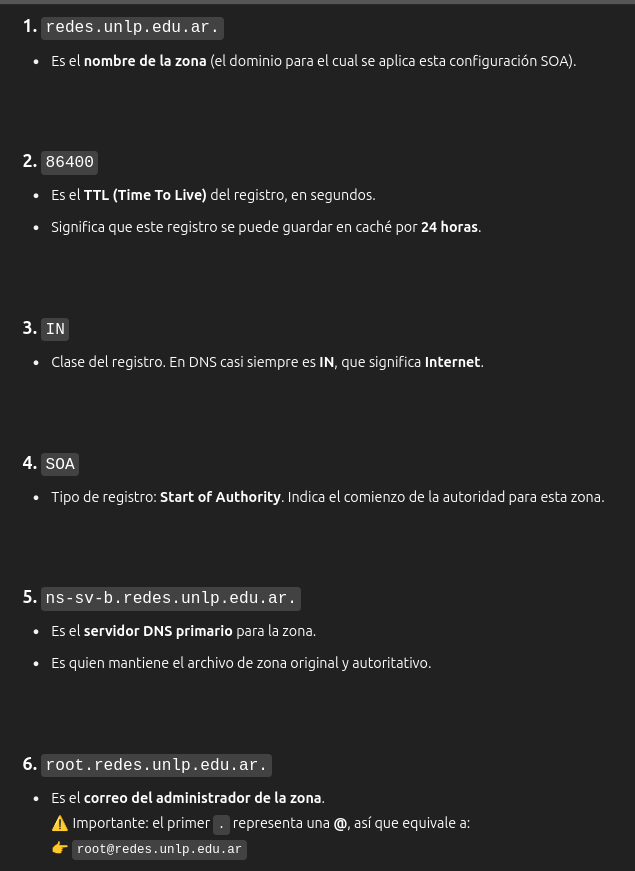 1. redes.unlp.edu.ar.
• Es el nombre de la zona (el dominio para el cual se aplica esta configuración SOA).
2. 86400
• Es el TTL (Time To Live) del registro, en segundos.
• Significa que este registro se puede guardar en caché por 24 horas.
3. IN
• Clase del registro. En DNS casi siempre es IN, que significa Internet.
4. SOA
• Tipo de registro: Start of Authority. Indica el comienzo de la autoridad para esta zona.
5. ns-sv-b.redes.unlp.edu.ar.
• Es el servidor DNS primario para la zona.
• Es quien mantiene el archivo de zona original y autoritativo.
6. root.redes.unlp.edu.ar.
• Es el correo del administrador de la zona.
⚠️ Importante: el primer . representa una @, así que equivale a:
👉 root@redes.unlp.edu.ar